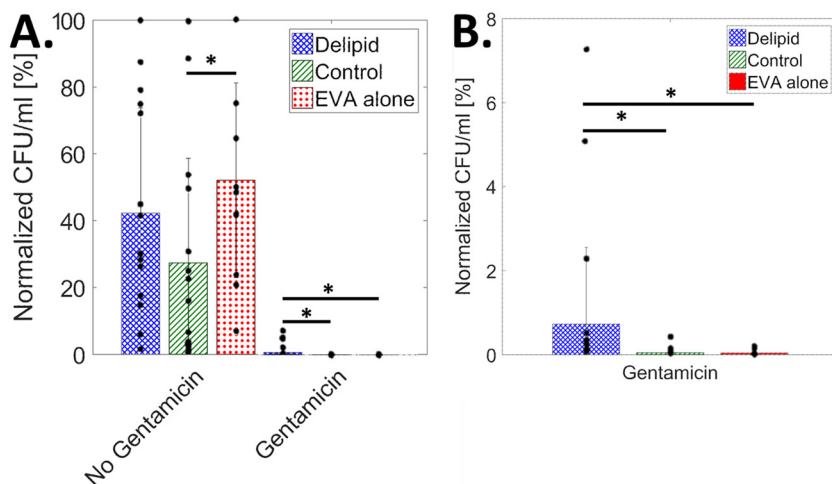 A.
Normalized CFU/ml [%]
100
80
60
40
20
0
Delipid
Control
EVA alone
*
*
*
No Gentamicin
Gentamicin
B.
Normalized CFU/ml [%]
8
6
4
2
0
Delipid
Control
EVA alone
*
*
Gentamicin